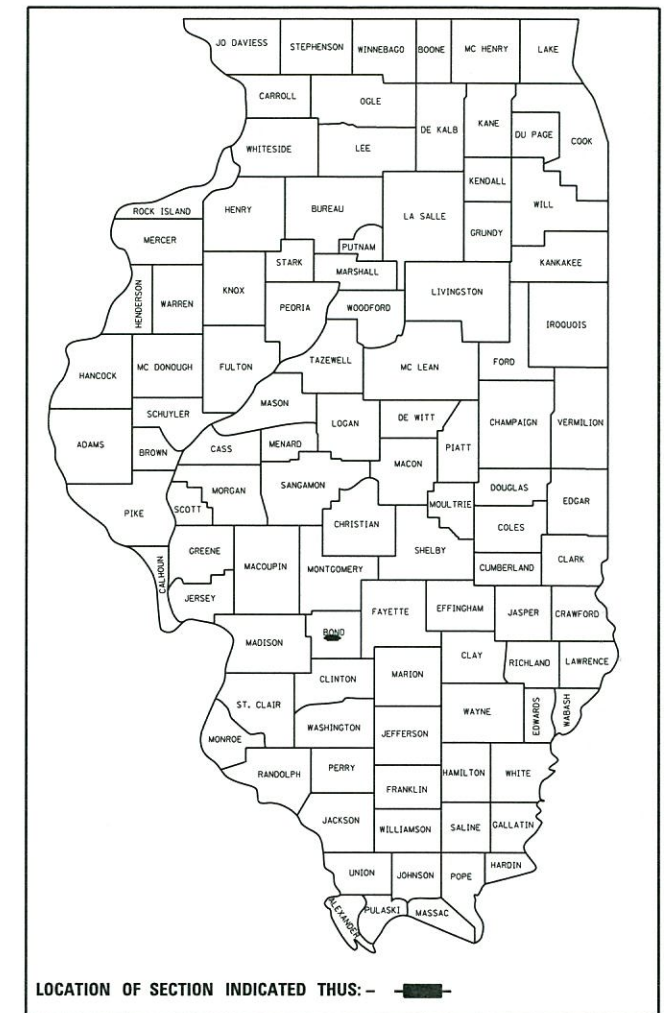 JO DAVIESS
STEPHENSON
WINNEBAGO
BOONE
MC HENRY
LAKE
CARROLL
OGLE
DE KALB
KANE
DU PAGE
COOK
WHITESIDE
LEE
KENDALL
ROCK ISLAND
HENRY
BUREAU
LA SALLE
WILL
GRUNDY
MERCER
PUTNAM
STARK
MARSHALL
KANKAKEE
HENDERSON
WARREN
KNOX
PEORIA
WOODFORD
LIVINGSTON
IROQUOIS
HANCOCK
MC DONOUGH
FULTON
TAZEWELL
MC LEAN
FORD
MASON
SCHUYLER
LOGAN
DE WITT
CHAMPAIGN
VERMILION
ADAMS
BROWN
CASS
MENARD
PIATT
MACON
MORGAN
SANGAMON
DOUGLAS
EDGAR
PIKE
SCOTT
MOULTRIE
CHRISTIAN
COLES
GREENE
SHELBY
CALHOUN
MACOUPIN
MONTGOMERY
CUMBERLAND
CLARK
JERSEY
FAYETTE
EFFINGHAM
JASPER
CRAWFORD
MADISON
BOND
CLAY
RICHLAND
LAWRENCE
CLINTON
MARION
ST. CLAIR
WAYNE
EDWARDS
WABASH
MONROE
WASHINGTON
JEFFERSON
RANDOLPH
PERRY
HAMILTON
WHITE
FRANKLIN
JACKSON
WILLIAMSON
SALINE
GALLATIN
UNION
JOHNSON
POPE
HARDIN
ALEXANDER
PULASKI
MASSAC
LOCATION OF SECTION INDICATED THUS: -